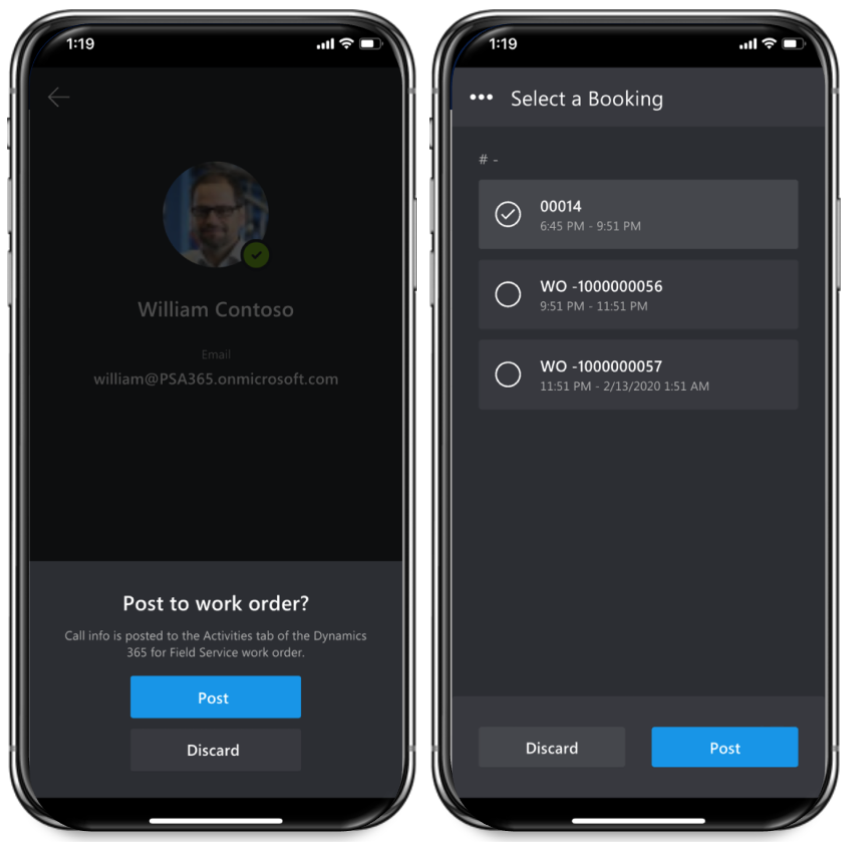 1:19
William Contoso
Email
william@PSA365.onmicrosoft.com
Post to work order?
Call info is posted to the Activities tab of the Dynamics
365 for Field Service work order.
Post
Discard
1:19
Select a Booking
# -
00014
6:45 PM - 9:51 PM
WO -1000000056
9:51 PM - 11:51 PM
WO -1000000057
11:51 PM - 2/13/2020 1:51 AM
Discard
Post